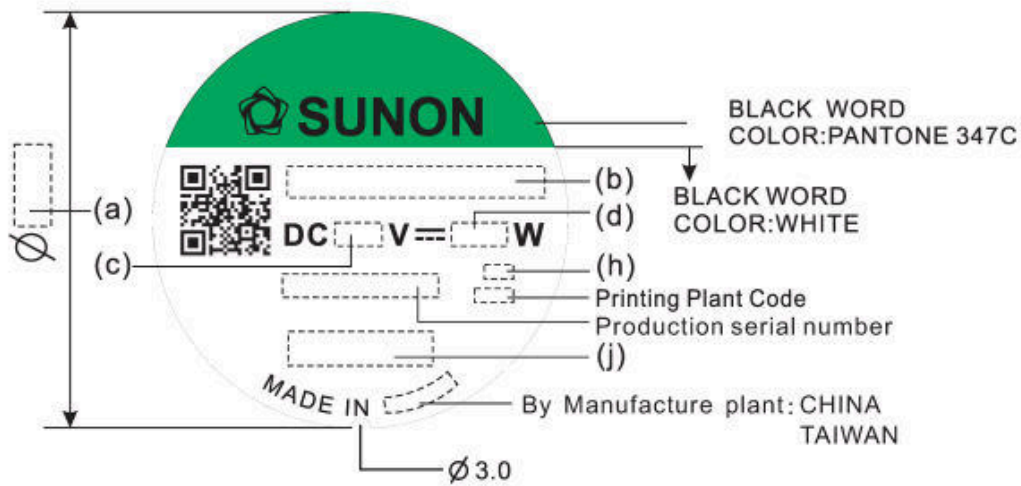 SUNON
BLACK WORD
COLOR:PANTONE 347C
BLACK WORD
COLOR:WHITE
(a)
Ø
(b)
(c)
DC V W
(d)
(h)
Printing Plant Code
Production serial number
(j)
MADE IN
By Manufacture plant: CHINA
TAIWAN
Ø 3.0